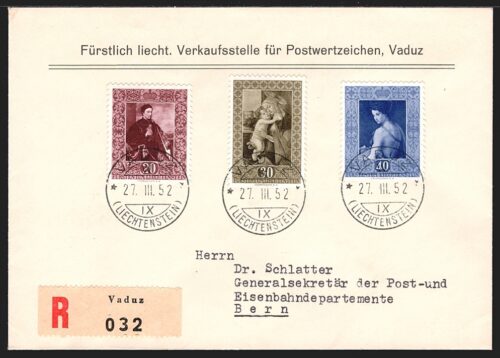 Fürstlich liecht. Verkaufsstelle für Postwertzeichen, Vaduz
20
30
40
27. III. 52
IX
(LIECHTENSTEIN)
27. III. 52
IX
(LIECHTENSTEIN)
27. III. 52
IX
(LIECHTENSTEIN)
Herrn
Dr. Schlatter
Generalsekretär der Post-und
Eisenbahndepartemente
Bern
R
Vaduz
032